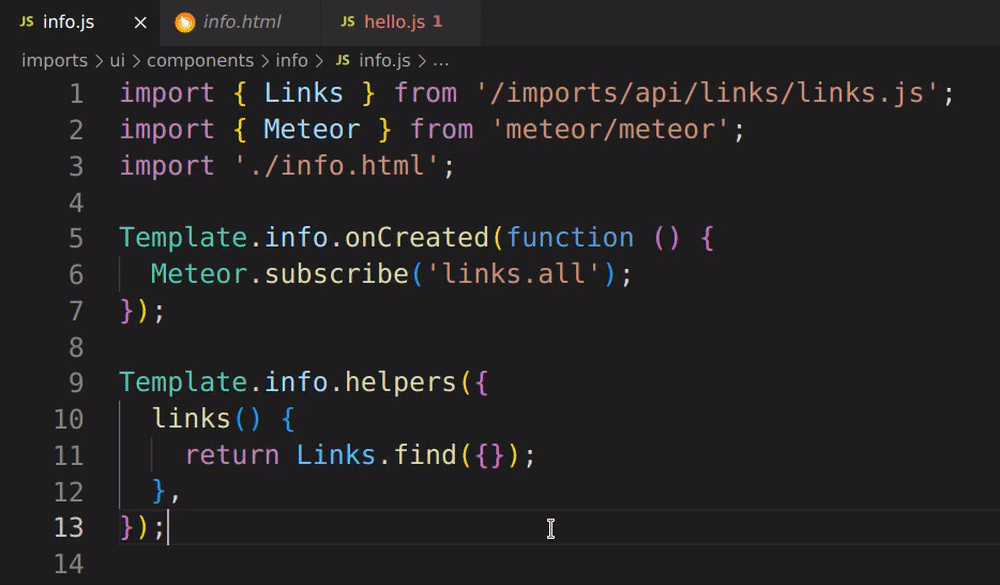 JS info.js × info.html JS hello.js 1
imports > ui > components > info > JS info.js > ...
1 import { Links } from '/imports/api/links/links.js';
2 import { Meteor } from 'meteor/meteor';
3 import './info.html';
4
5 Template.info.onCreated(function () {
6   Meteor.subscribe('links.all');
7 });
8
9 Template.info.helpers({
10   links() {
11     return Links.find({});
12   },
13 });
14